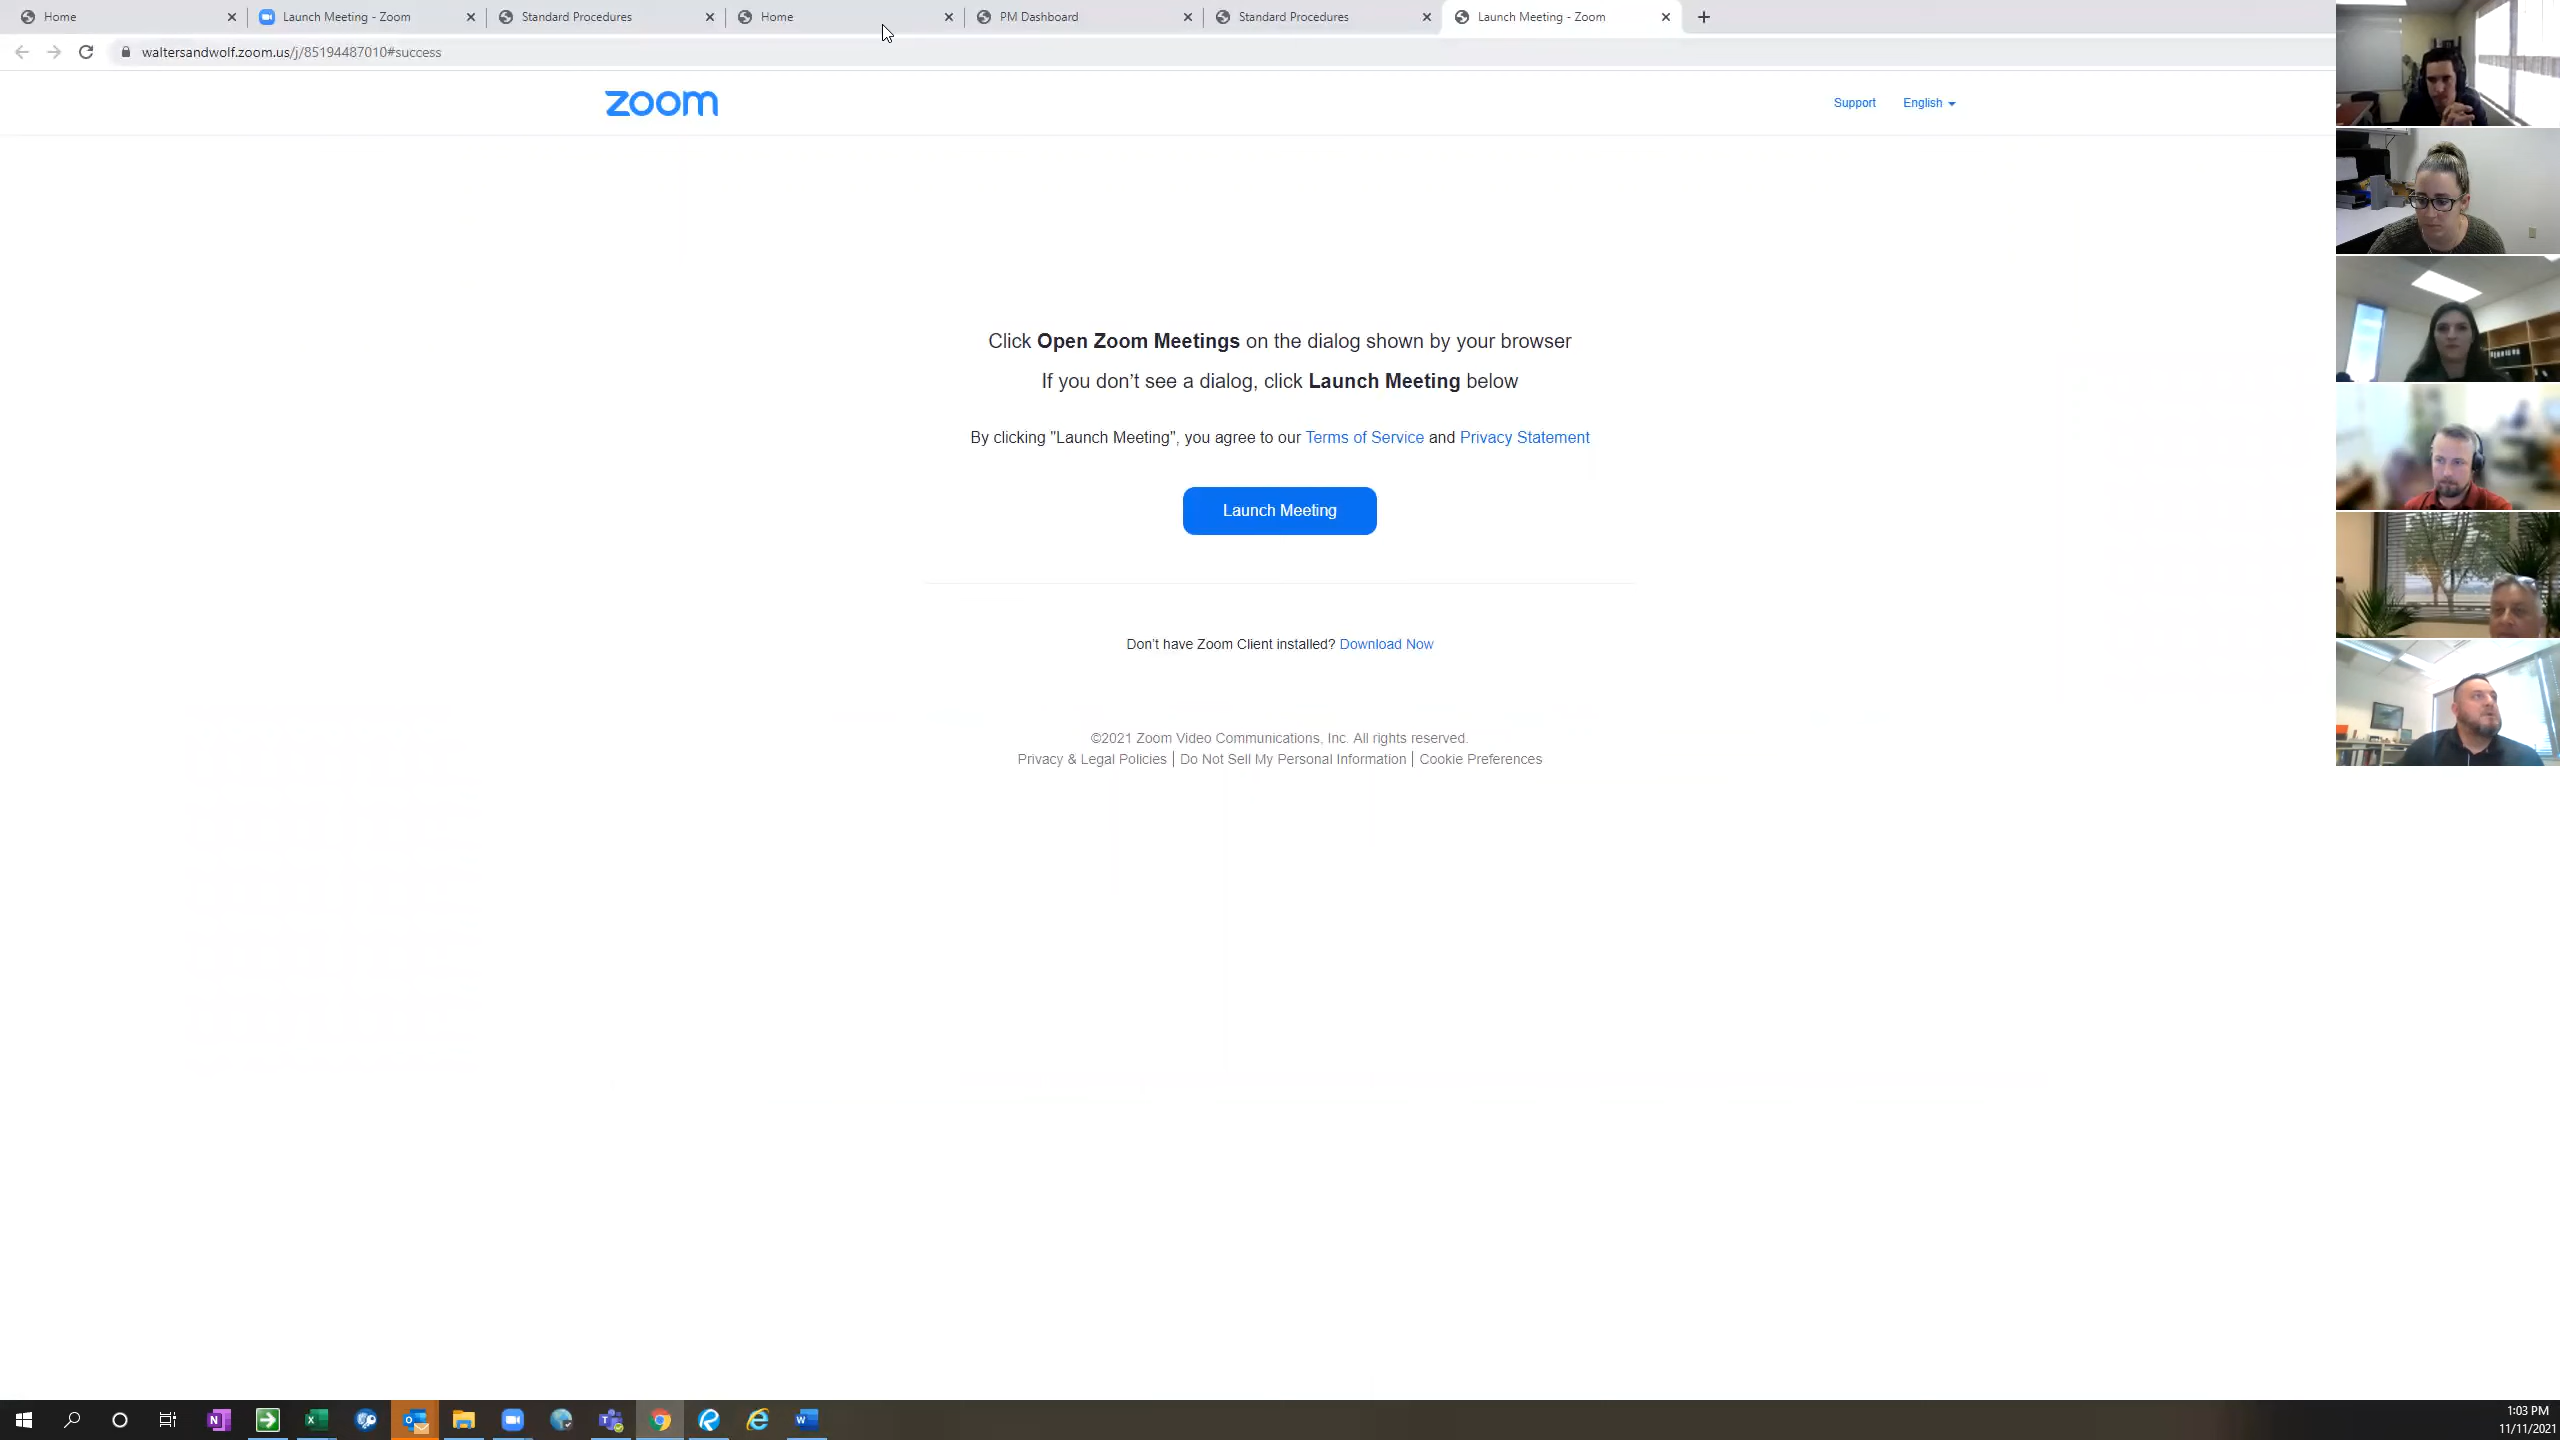 Home
Launch Meeting - Zoom
Standard Procedures
Home
PM Dashboard
Standard Procedures
Launch Meeting - Zoom
waltersandwolf.zoom.us/j/85194487010#success
zoom
Support
English
Click Open Zoom Meetings on the dialog shown by your browser
If you don't see a dialog, click Launch Meeting below
By clicking "Launch Meeting", you agree to our Terms of Service and Privacy Statement
Launch Meeting
Don't have Zoom Client installed? Download Now
©2021 Zoom Video Communications, Inc. All rights reserved.
Privacy & Legal Policies | Do Not Sell My Personal Information | Cookie Preferences
1:03 PM
11/11/2021